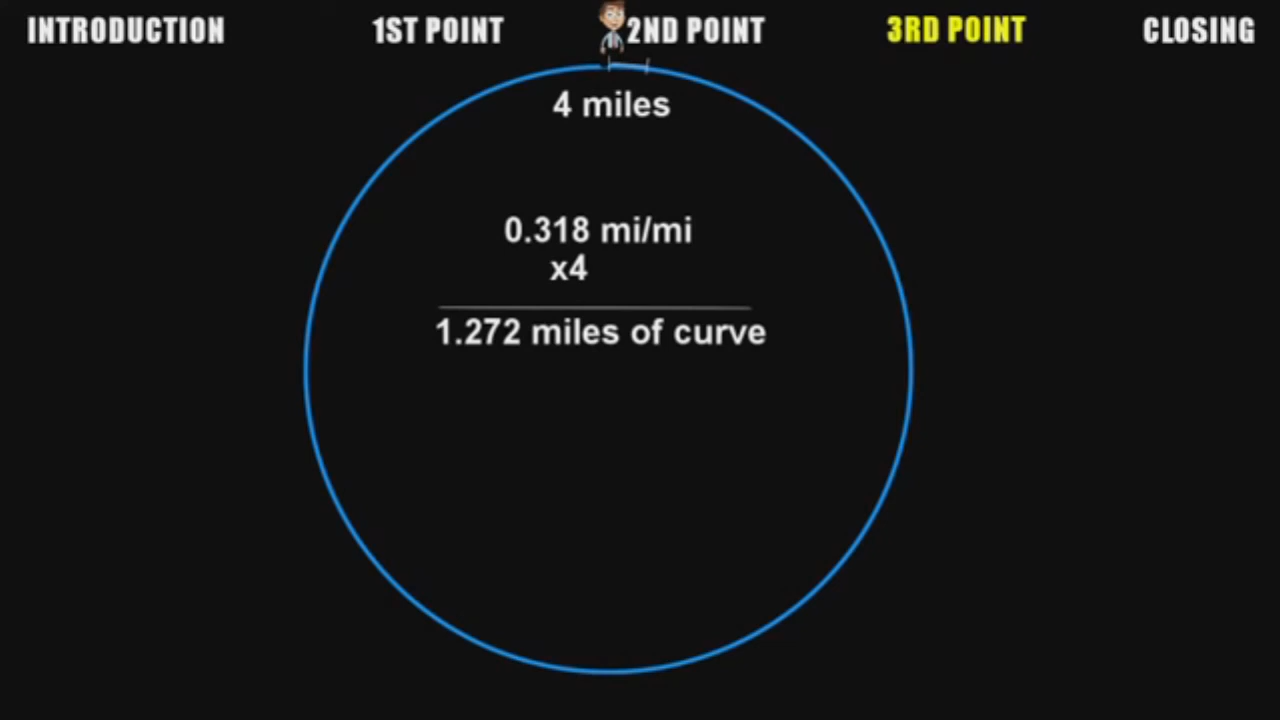 INTRODUCTION 1ST POINT 2ND POINT 3RD POINT CLOSING
4 miles
0.318 mi/mi
x4
1.272 miles of curve